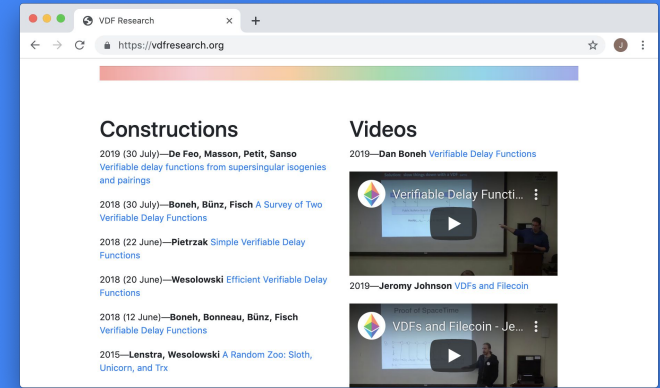 VDF Research
https://vdfresearch.org
J
Constructions
2019 (30 July)—De Feo, Masson, Petit, Sanso
Verifiable delay functions from supersingular isogenies
and pairings
2018 (30 July)—Boneh, Bünz, Fisch A Survey of Two
Verifiable Delay Functions
2018 (22 June)—Pietrzak Simple Verifiable Delay
Functions
2018 (20 June)—Wesolowski Efficient Verifiable Delay
Functions
2018 (12 June)—Boneh, Bonneau, Bünz, Fisch
Verifiable Delay Functions
2015—Lenstra, Wesolowski A Random Zoo: Sloth,
Unicorn, and Trx
Videos
2019—Dan Boneh Verifiable Delay Functions
Verifiable Delay Functi...
2019—Jeromy Johnson VDFs and Filecoin
Proof of SpaceTime
VDFs and Filecoin - Je...